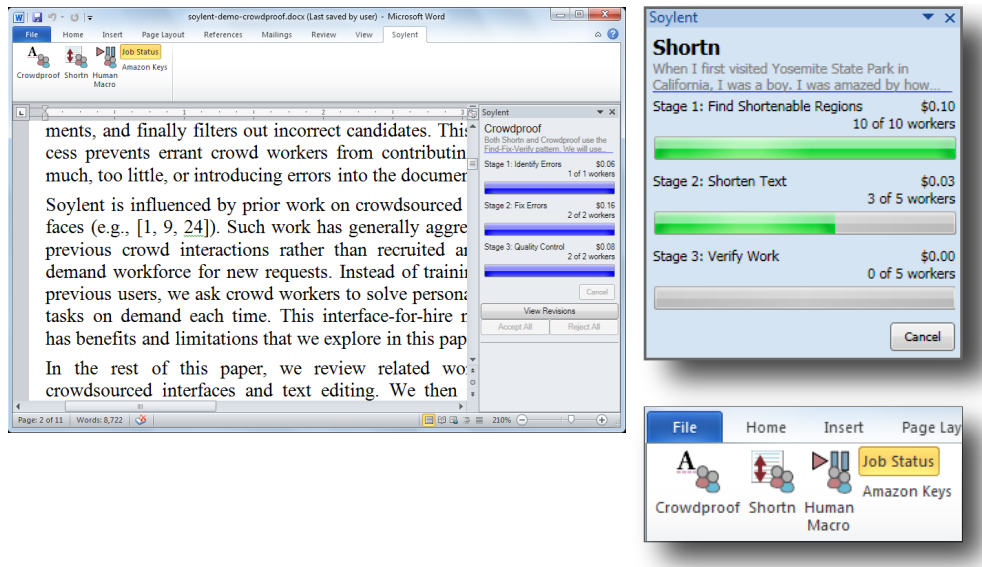 soylent-demo-crowdproof.docx (Last saved by user) - Microsoft Word
File Home Insert Page Layout References Mailings Review View Soylent
Crowdproof Shortn Human Macro Job Status Amazon Keys
ments, and finally filters out incorrect candidates. This
cess prevents errant crowd workers from contributin
much, too little, or introducing errors into the documer
Soylent is influenced by prior work on crowdsourced
faces (e.g., [1, 9, 24]). Such work has generally aggre
previous crowd interactions rather than recruited an
demand workforce for new requests. Instead of trainin
previous users, we ask crowd workers to solve persona
tasks on demand each time. This interface-for-hire n
has benefits and limitations that we explore in this pap
In the rest of this paper, we review related wo
crowdsourced interfaces and text editing. We then
Soylent
Crowdproof
Both Shortn and Crowdproof use the
Find-Fix-Verify pattern. We will use...
Stage 1: Identify Errors $0.06
1 of 1 workers
Stage 2: Fix Errors $0.16
2 of 2 workers
Stage 3: Quality Control $0.08
2 of 2 workers
Cancel
View Revisions
Accept All Reject All
Page: 2 of 11 Words: 8,722 210%
Soylent
Shortn
When I first visited Yosemite State Park in
California, I was a boy. I was amazed by how...
Stage 1: Find Shortenable Regions $0.10
10 of 10 workers
Stage 2: Shorten Text $0.03
3 of 5 workers
Stage 3: Verify Work $0.00
0 of 5 workers
Cancel
File Home Insert Page Lay
Job Status
Amazon Keys
Crowdproof Shortn Human
Macro